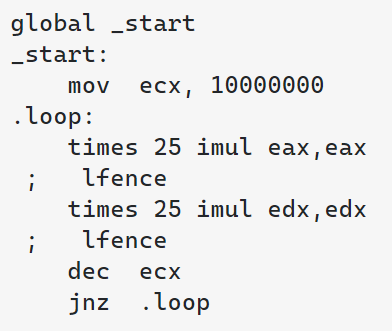 global _start
_start:
    mov  ecx, 10000000
.loop:
    times 25 imul eax,eax
 ;   lfence
    times 25 imul edx,edx
 ;   lfence
    dec  ecx
    jnz  .loop